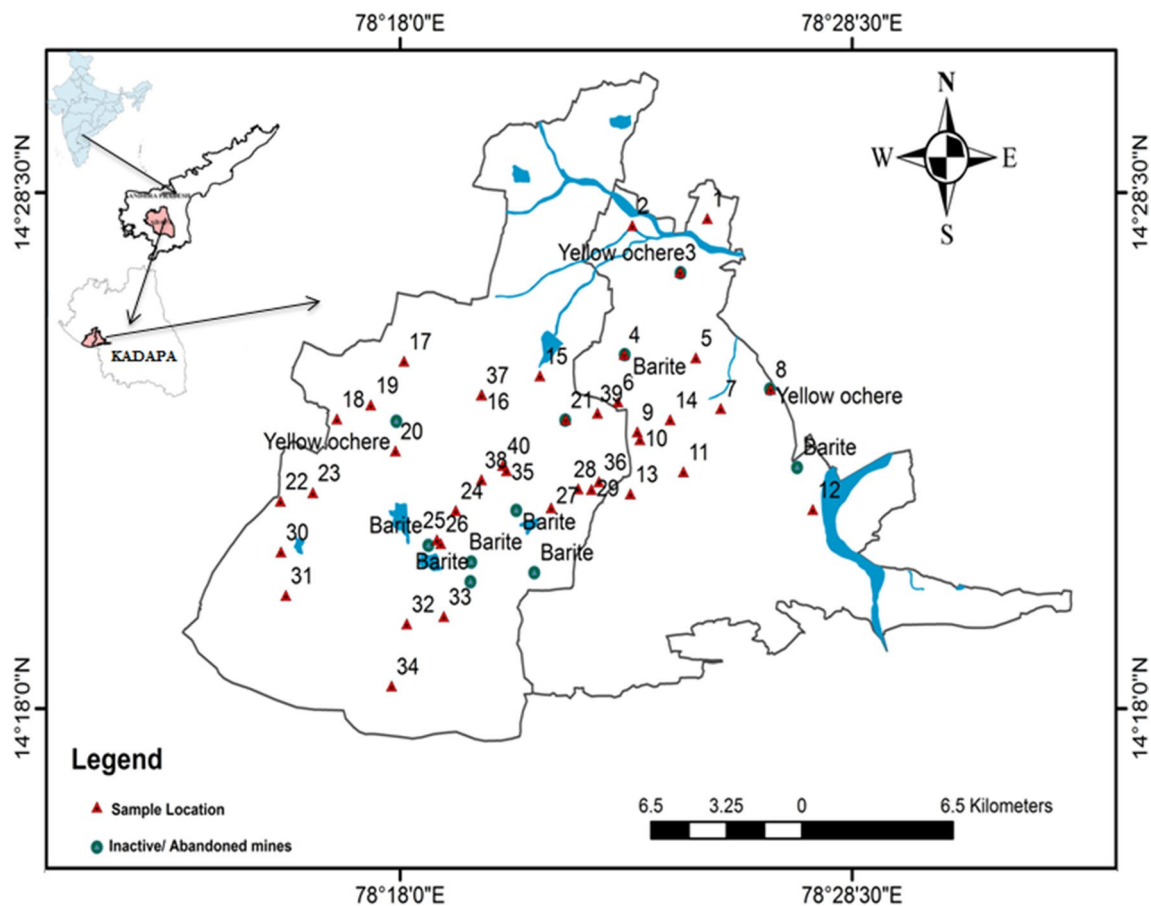 78°18'0"E 78°28'30"E
14°28'30"N 14°28'30"N
N
W E
S
KADAPA
1
2
Yellow ochere3
4
Barite
5
6
7
8
Yellow ochere
9
10
11
12
Barite
13
14
15
16
17
18
19
20
Yellow ochere
21
22
23
24
25
26
27
28
29
30
31
32
33
34
35
36
37
38
39
40
Barite
Barite
Barite
Barite
Barite
14°18'0"N 14°18'0"N
Legend
Sample Location
Inactive/ Abandoned mines
6.5 3.25 0 6.5 Kilometers
78°18'0"E 78°28'30"E